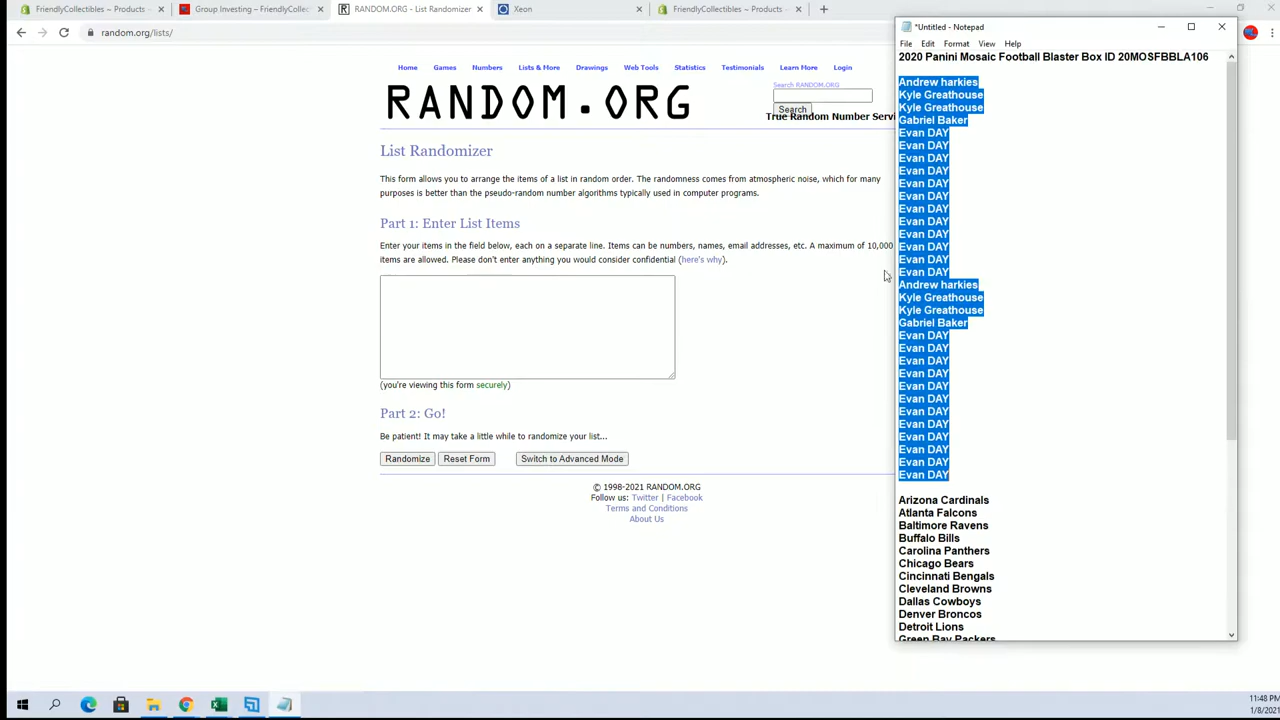 FriendlyCollectibles ~ Products -
Group Investing – FriendlyCollec
RANDOM.ORG - List Randomizer
Xeon
FriendlyCollectibles ~ Products -
random.org/lists/
Home Games Numbers Lists & More Drawings Web Tools Statistics Testimonials Learn More Login
RANDOM.ORG
Search RANDOM.ORG
Search
True Random Number Servi
List Randomizer
This form allows you to arrange the items of a list in random order. The randomness comes from atmospheric noise, which for many
purposes is better than the pseudo-random number algorithms typically used in computer programs.
Part 1: Enter List Items
Enter your items in the field below, each on a separate line. Items can be numbers, names, email addresses, etc. A maximum of 10,000
items are allowed. Please don't enter anything you would consider confidential (here's why).
(you're viewing this form securely)
Part 2: Go!
Be patient! It may take a little while to randomize your list...
Randomize Reset Form Switch to Advanced Mode
© 1998-2021 RANDOM.ORG
Follow us: Twitter | Facebook
Terms and Conditions
About Us
*Untitled - Notepad
File Edit Format View Help
2020 Panini Mosaic Football Blaster Box ID 20MOSFBBLA106
Andrew harkies
Kyle Greathouse
Kyle Greathouse
Gabriel Baker
Evan DAY
Evan DAY
Evan DAY
Evan DAY
Evan DAY
Evan DAY
Evan DAY
Evan DAY
Evan DAY
Evan DAY
Evan DAY
Evan DAY
Andrew harkies
Kyle Greathouse
Kyle Greathouse
Gabriel Baker
Evan DAY
Evan DAY
Evan DAY
Evan DAY
Evan DAY
Evan DAY
Evan DAY
Evan DAY
Evan DAY
Evan DAY
Evan DAY
Evan DAY
Arizona Cardinals
Atlanta Falcons
Baltimore Ravens
Buffalo Bills
Carolina Panthers
Chicago Bears
Cincinnati Bengals
Cleveland Browns
Dallas Cowboys
Denver Broncos
Detroit Lions
Green Bay Packers
11:48 PM
1/8/2021